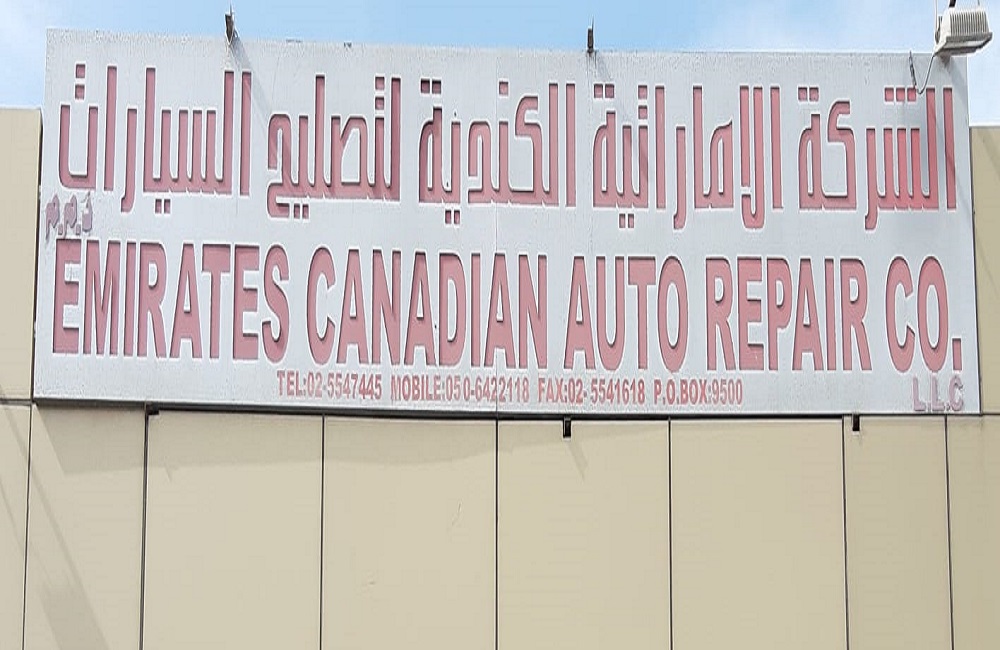 الشركة الإماراتية الكندية لتصليح السيارات
ذ.م.م
EMIRATES CANADIAN AUTO REPAIR CO.
L.L.C
TEL:02-5547445 MOBILE:050-6422118 FAX:02-5541618 P.O.BOX:9500